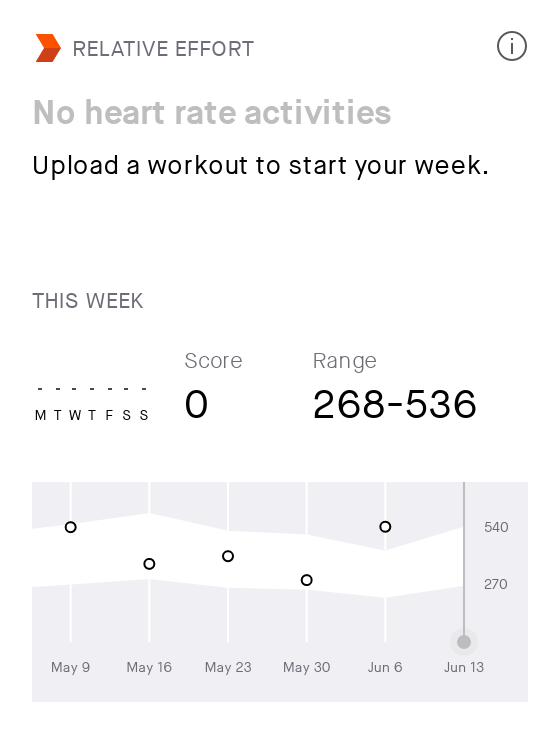 RELATIVE EFFORT
No heart rate activities
Upload a workout to start your week.
THIS WEEK
Score
Range
- - - - - - -
M T W T F S S
0
268-536
540
270
May 9
May 16
May 23
May 30
Jun 6
Jun 13